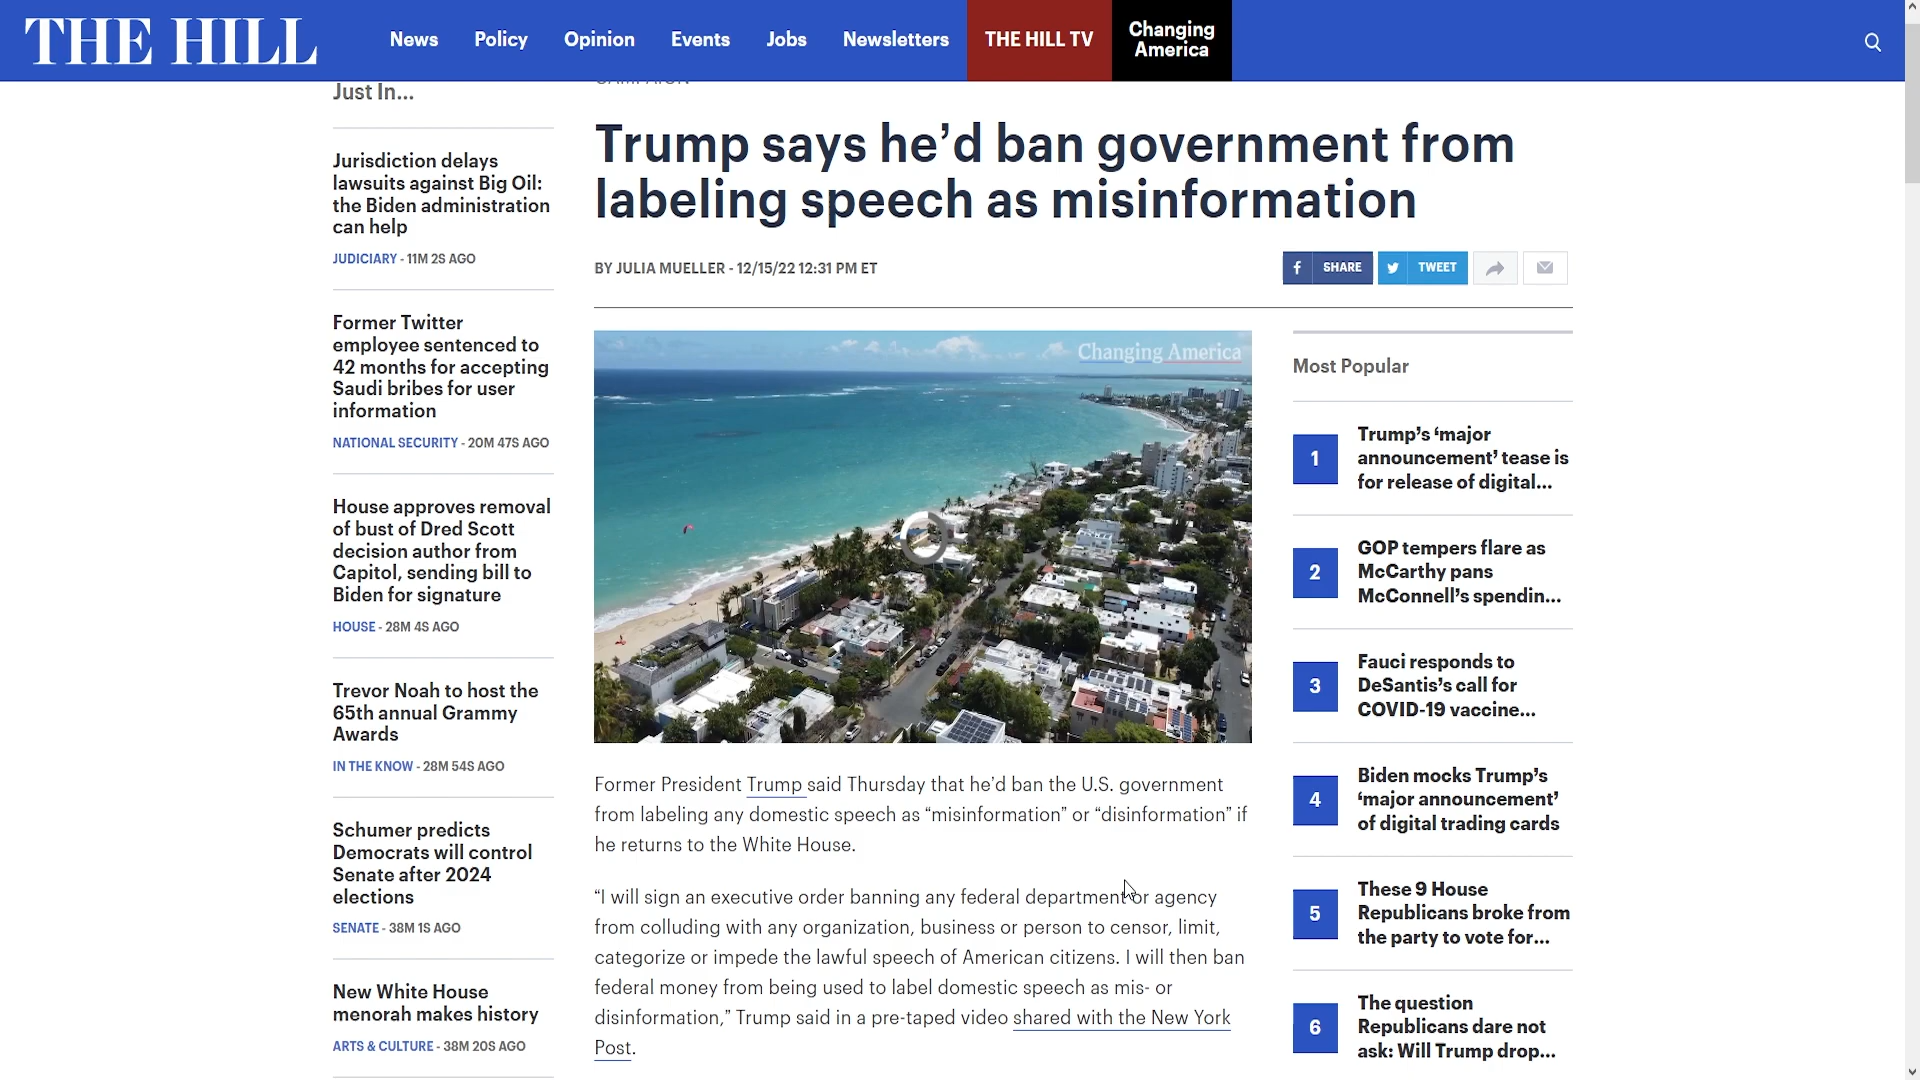 THE HILL
News Policy Opinion Events Jobs Newsletters THE HILL TV Changing
America
Just In...
Jurisdiction delays
lawsuits against Big Oil:
the Biden administration
can help
JUDICIARY - 11M 2S AGO
Former Twitter
employee sentenced to
42 months for accepting
Saudi bribes for user
information
NATIONAL SECURITY - 20M 47S AGO
House approves removal
of bust of Dred Scott
decision author from
Capitol, sending bill to
Biden for signature
HOUSE - 28M 4S AGO
Trevor Noah to host the
65th annual Grammy
Awards
IN THE KNOW - 28M 54S AGO
Schumer predicts
Democrats will control
Senate after 2024
elections
SENATE - 38M 1S AGO
New White House
menorah makes history
ARTS & CULTURE - 38M 20S AGO
CAMPAIGN
Trump says he’d ban government from
labeling speech as misinformation
BY JULIA MUELLER - 12/15/22 12:31 PM ET
SHARE TWEET
Changing America
Former President Trump said Thursday that he’d ban the U.S. government
from labeling any domestic speech as “misinformation” or “disinformation” if
he returns to the White House.
“I will sign an executive order banning any federal department or agency
from colluding with any organization, business or person to censor, limit,
categorize or impede the lawful speech of American citizens. I will then ban
federal money from being used to label domestic speech as mis- or
disinformation,” Trump said in a pre-taped video shared with the New York
Post.
Most Popular
1
Trump’s ‘major
announcement’ tease is
for release of digital...
2
GOP tempers flare as
McCarthy pans
McConnell’s spendin...
3
Fauci responds to
DeSantis’s call for
COVID-19 vaccine...
4
Biden mocks Trump’s
‘major announcement’
of digital trading cards
5
These 9 House
Republicans broke from
the party to vote for...
6
The question
Republicans dare not
ask: Will Trump drop...